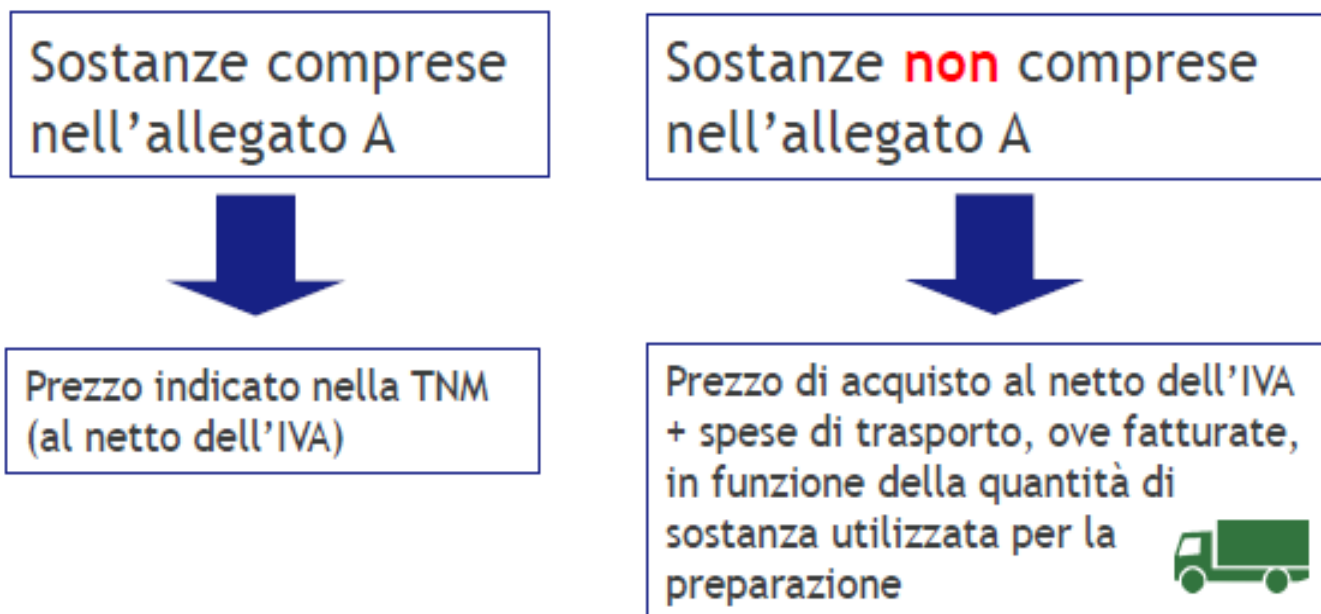 Sostanze comprese
nell'allegato A
Sostanze non comprese
nell'allegato A
Prezzo indicato nella TNM
(al netto dell'IVA)
Prezzo di acquisto al netto dell'IVA
+ spese di trasporto, ove fatturate,
in funzione della quantità di
sostanza utilizzata per la
preparazione